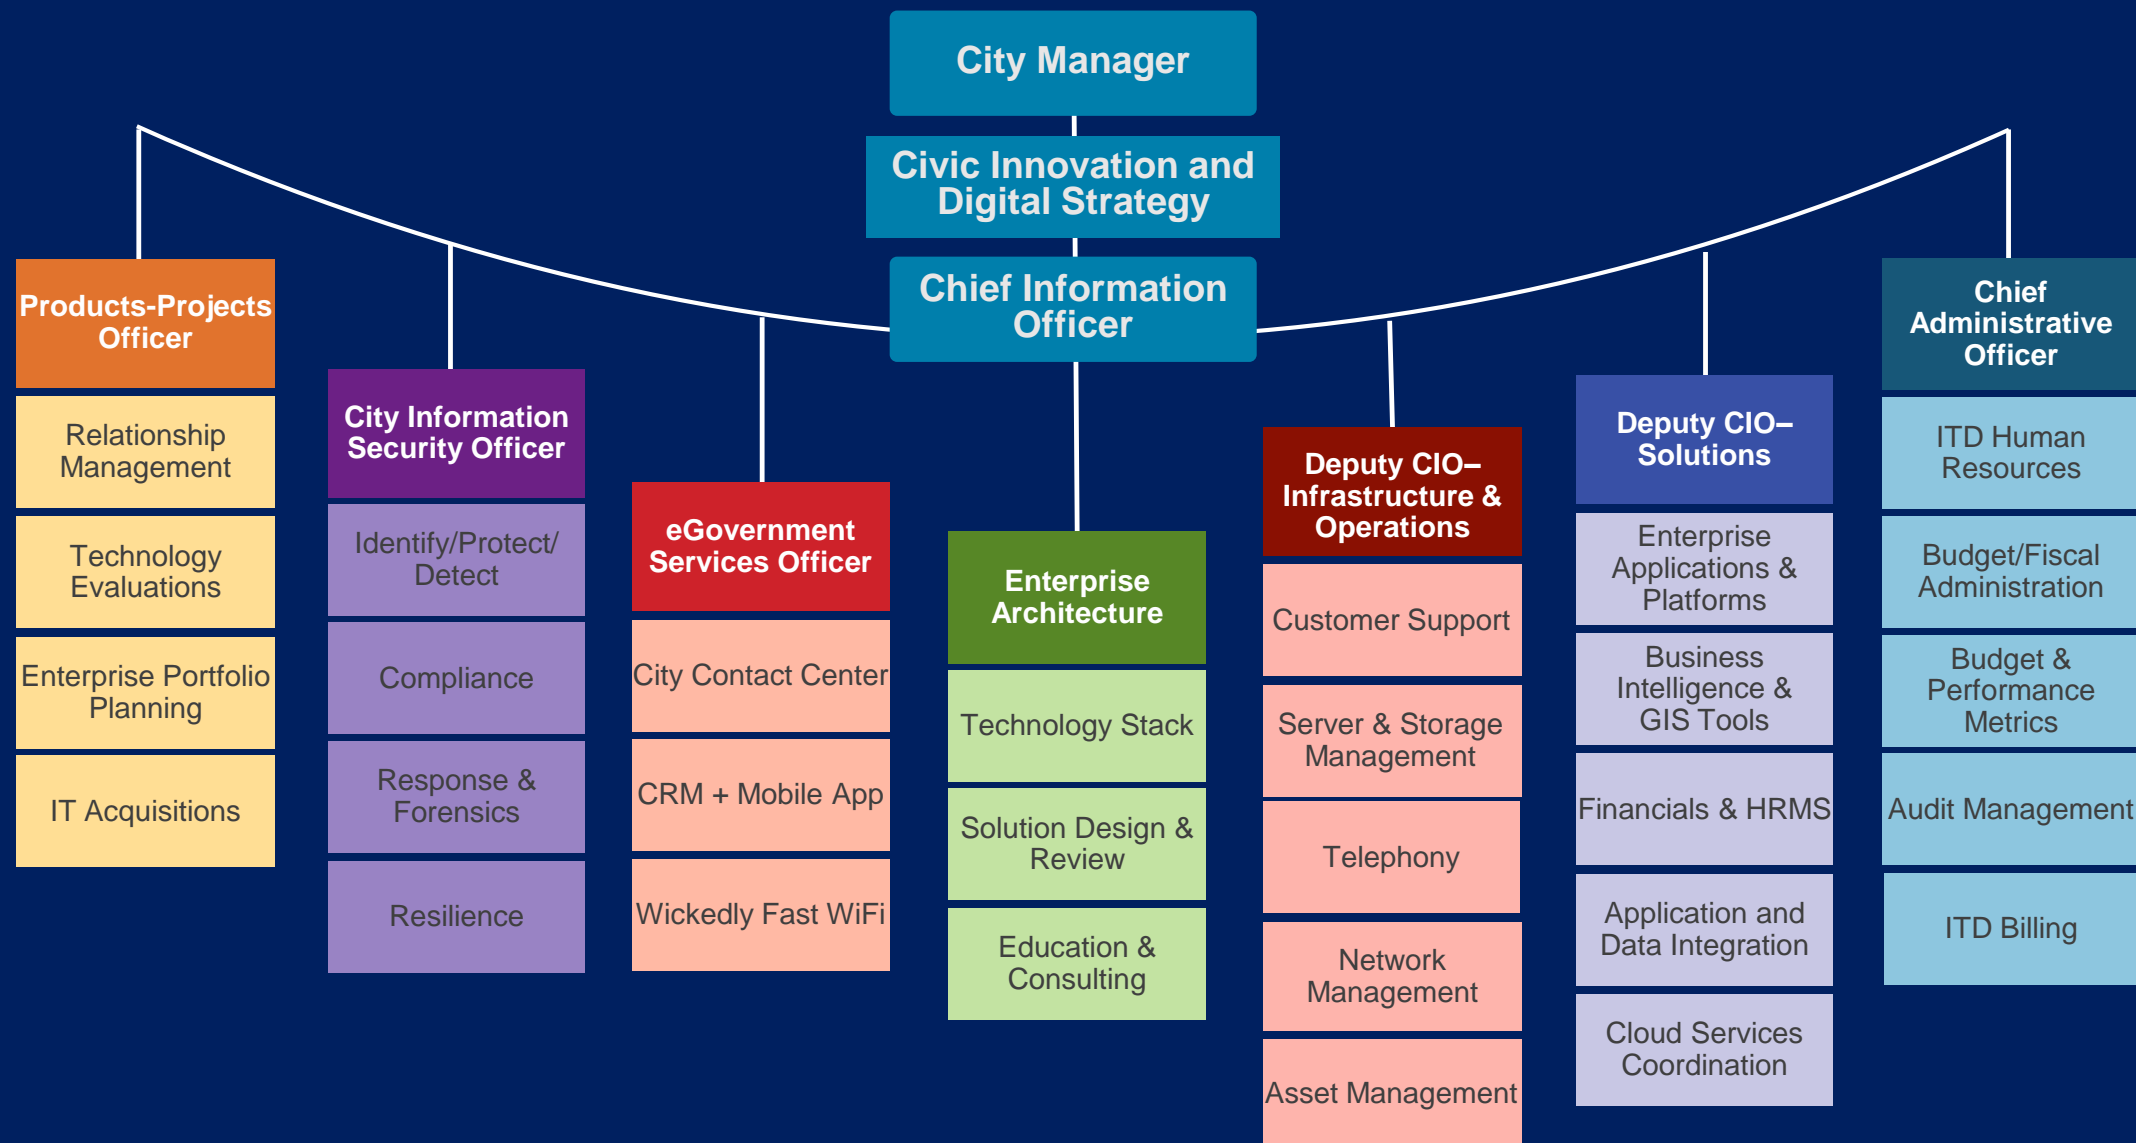 City Manager
Civic Innovation and
Digital Strategy
Chief Information
Officer
Products-Projects
Officer
Relationship
Management
Technology
Evaluations
Enterprise Portfolio
Planning
IT Acquisitions
City Information
Security Officer
Identify/Protect/
Detect
Compliance
Response &
Forensics
Resilience
eGovernment
Services Officer
City Contact Center
CRM + Mobile App
Wickedly Fast WiFi
Enterprise
Architecture
Technology Stack
Solution Design &
Review
Education &
Consulting
Deputy CIO–
Infrastructure &
Operations
Customer Support
Server & Storage
Management
Telephony
Network
Management
Asset Management
Deputy CIO–
Solutions
Enterprise
Applications &
Platforms
Business
Intelligence &
GIS Tools
Financials & HRMS
Application and
Data Integration
Cloud Services
Coordination
Chief
Administrative
Officer
ITD Human
Resources
Budget/Fiscal
Administration
Budget &
Performance
Metrics
Audit Management
ITD Billing